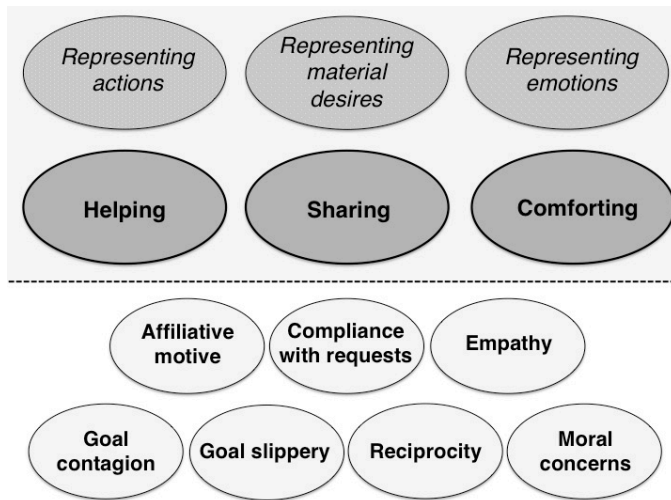 Representing
actions
Representing
material
desires
Representing
emotions
Helping
Sharing
Comforting
Affiliative
motive
Compliance
with requests
Empathy
Goal
contagion
Goal slippery
Reciprocity
Moral
concerns